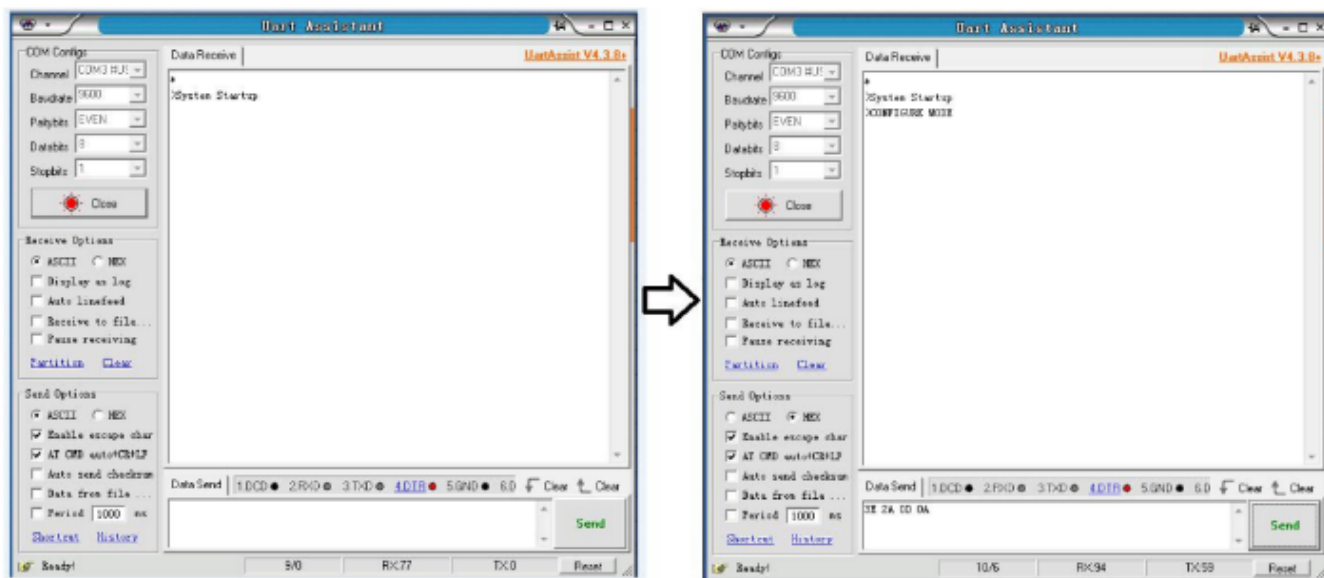 Uart Assistant
COM Configs
Channel COM3 #US
Baudrate 9600
Paitybits EVEN
Databits 8
Stopbits 1
Close
Receive Options
ASCII HEX
Display as log
Auto linefeed
Receive to file...
Pause receiving
Partition Clear
Send Options
ASCII HEX
Enable escape char
AT CMD auto+CR+LF
Auto send checksum
Data from file ...
Period 1000 ms
Shortcut History
Data Receive UartAssist V4.3.8+
*
>System Startup
Data Send 1.DCD 2.RXD 3.TXD 4.DTR 5.GND 6.D Clear Clear
Send
Ready! 9/0 RX:77 TX:0 Reset
Uart Assistant
COM Configs
Channel COM3 #US
Baudrate 9600
Paitybits EVEN
Databits 8
Stopbits 1
Close
Receive Options
ASCII HEX
Display as log
Auto linefeed
Receive to file...
Pause receiving
Partition Clear
Send Options
ASCII HEX
Enable escape char
AT CMD auto+CR+LF
Auto send checksum
Data from file ...
Period 1000 ms
Shortcut History
Data Receive UartAssist V4.3.8+
*
>System Startup
>CONFIGURE MODE
Data Send 1.DCD 2.RXD 3.TXD 4.DTR 5.GND 6.D Clear Clear
3E 2A 0D 0A
Send
Ready! 10/6 RX:94 TX:59 Reset